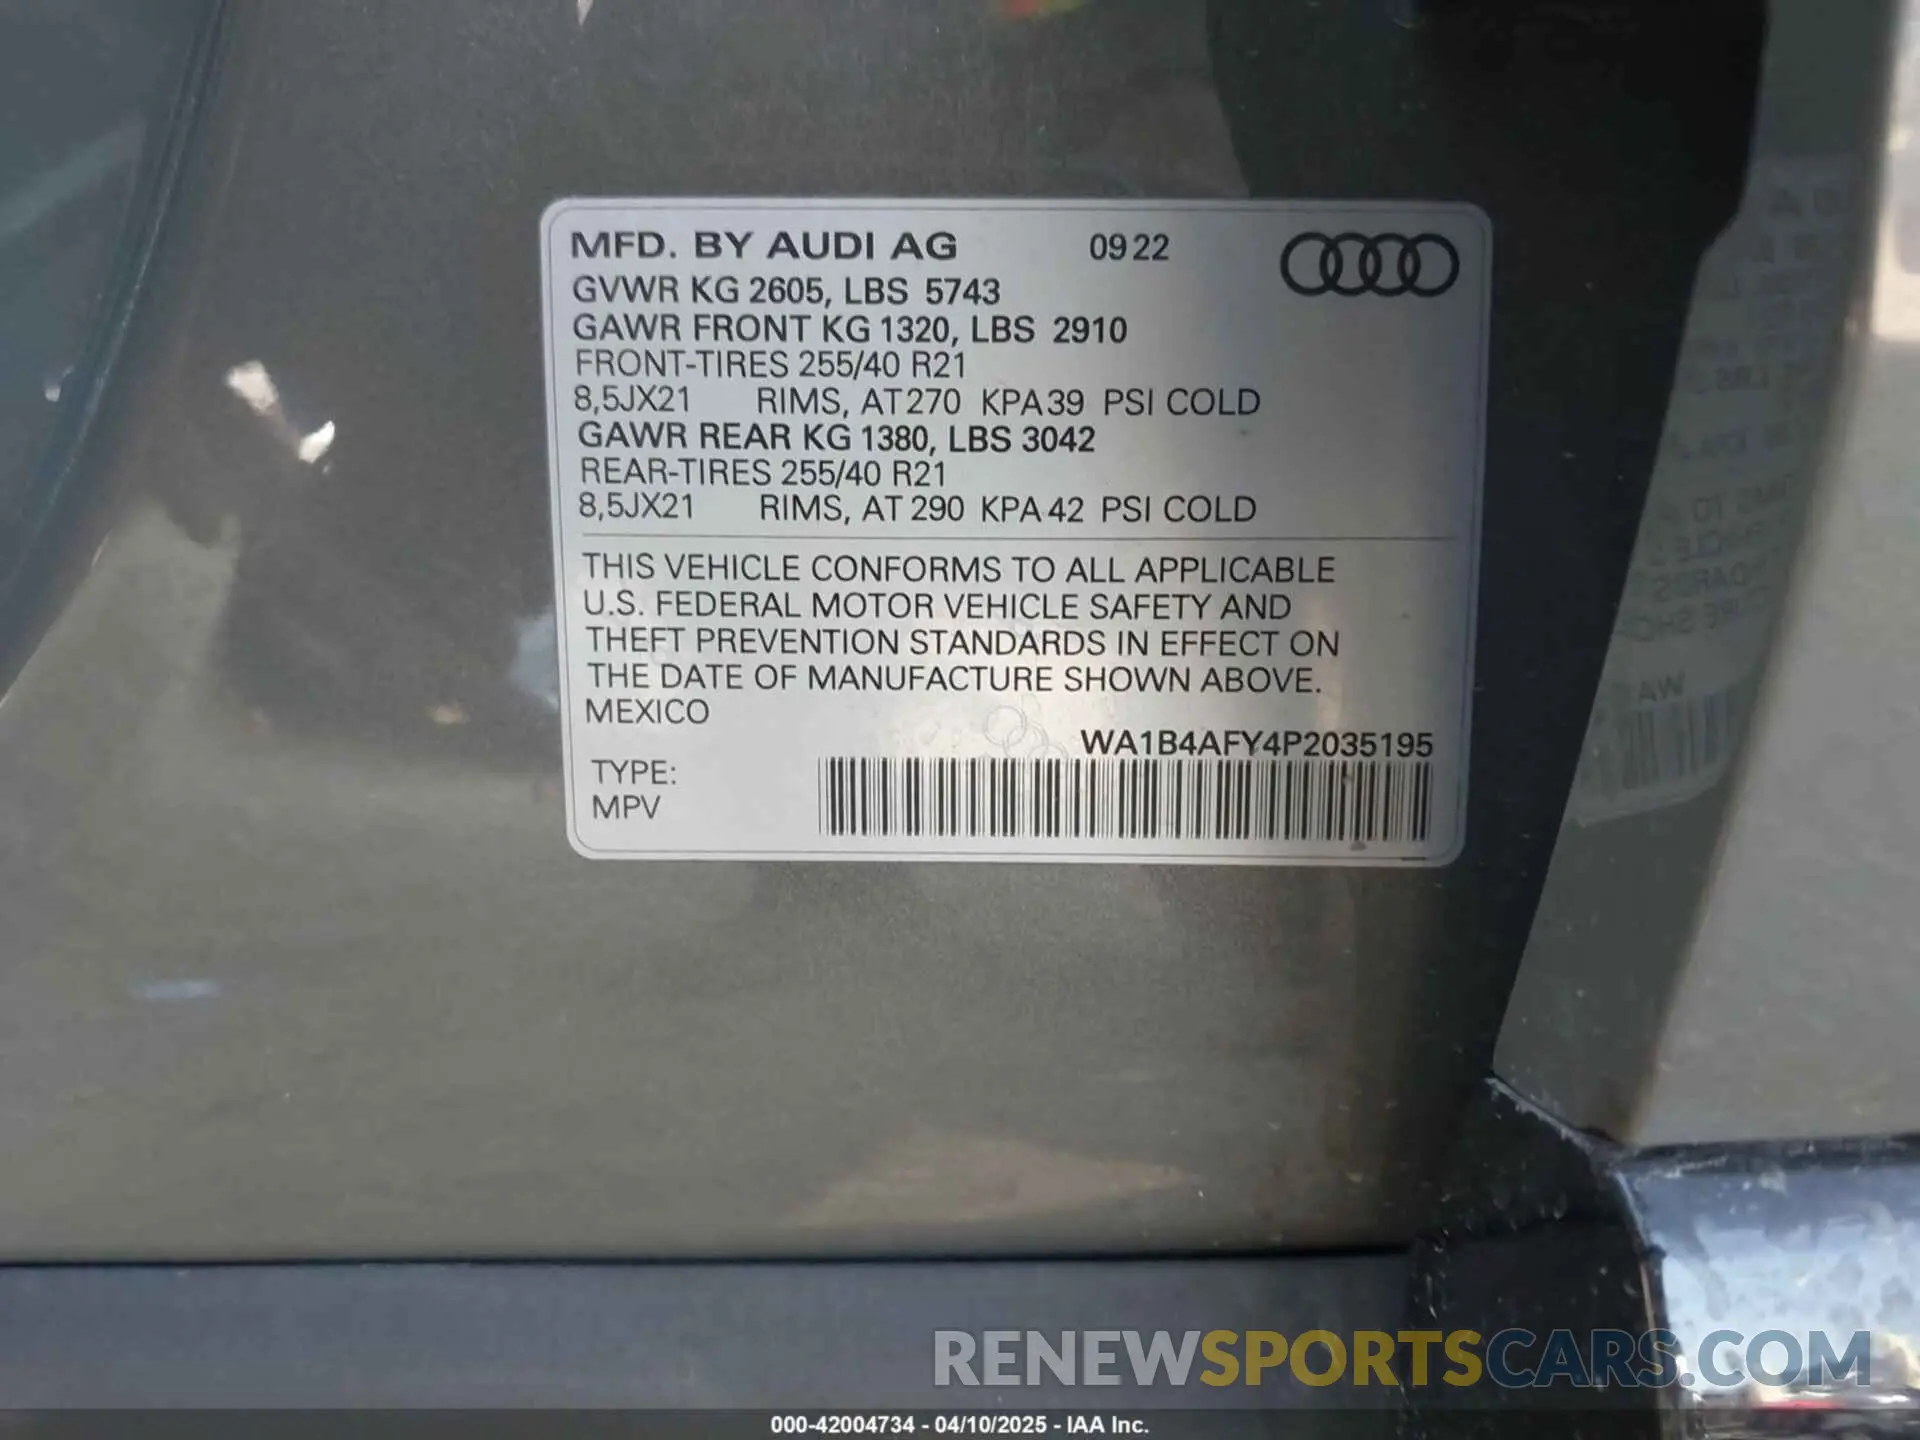 MFD. BY AUDI AG 09 22
GVWR KG 2605, LBS 5743
GAWR FRONT KG 1320, LBS 2910
FRONT-TIRES 255/40 R21
8,5JX21 RIMS, AT 270 KPA 39 PSI COLD
GAWR REAR KG 1380, LBS 3042
REAR-TIRES 255/40 R21
8,5JX21 RIMS, AT 290 KPA 42 PSI COLD
THIS VEHICLE CONFORMS TO ALL APPLICABLE
U.S. FEDERAL MOTOR VEHICLE SAFETY AND
THEFT PREVENTION STANDARDS IN EFFECT ON
THE DATE OF MANUFACTURE SHOWN ABOVE.
MEXICO
WA1B4AFY4P2035195
TYPE:
MPV
RENEWSPORTSCARS.COM
000-42004734 - 04/10/2025 - IAA Inc.